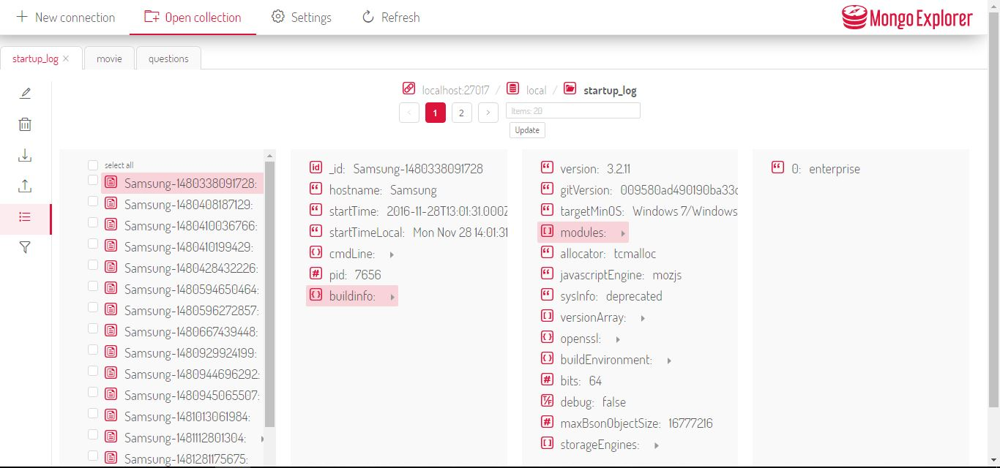 New connection
Open collection
Settings
Refresh
Mongo Explorer
startup_log
movie
questions
localhost:27017 / local / startup_log
< 1 2 > Items: 20
Update
select all
Samsung-1480338091728:
Samsung-1480408187129:
Samsung-1480410036766:
Samsung-1480410199429:
Samsung-1480428432226:
Samsung-1480594650464:
Samsung-1480596272857:
Samsung-1480667439448:
Samsung-1480929924199:
Samsung-1480944696292:
Samsung-1480945065507:
Samsung-1481013061984:
Samsung-1481112801304:
Samsung-1481281175675:
id _id: Samsung-1480338091728
hostname: Samsung
startTime: 2016-11-28T13:01:31.000Z
startTimeLocal: Mon Nov 28 14:01:31
cmdLine:
pid: 7656
buildinfo:
version: 3.2.11
gitVersion: 009580ad490190ba33c
targetMinOS: Windows 7/Windows
modules:
allocator: tcmalloc
javascriptEngine: mozjs
sysInfo: deprecated
versionArray:
openssl:
buildEnvironment:
bits: 64
T/F debug: false
maxBsonObjectSize: 16777216
storageEngines:
0: enterprise